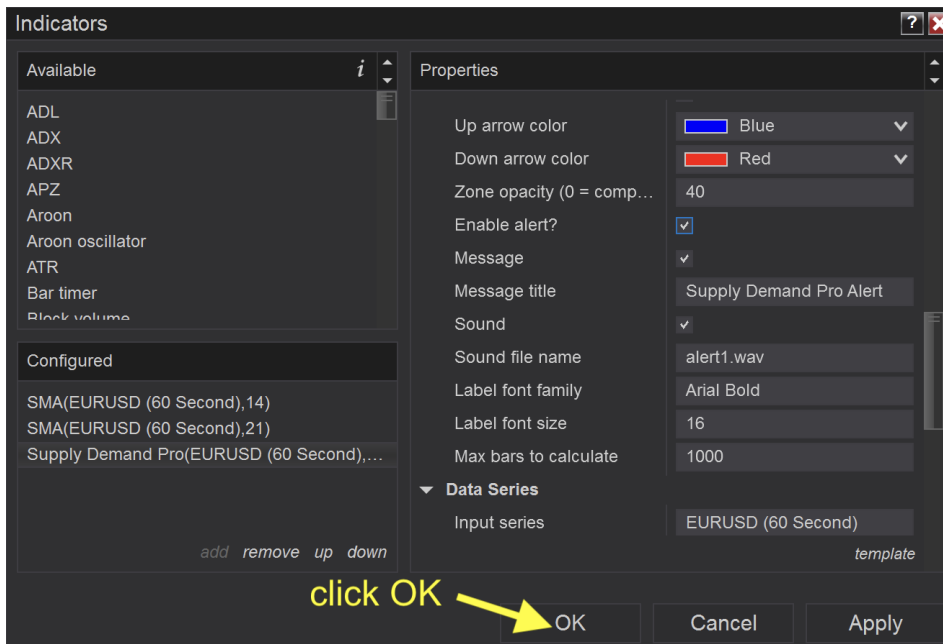 Indicators
?
Available
i
ADL
ADX
ADXR
APZ
Aroon
Aroon oscillator
ATR
Bar timer
Block volume
Configured
SMA(EURUSD (60 Second),14)
SMA(EURUSD (60 Second),21)
Supply Demand Pro(EURUSD (60 Second),...
add remove up down
Properties
Up arrow color Blue
Down arrow color Red
Zone opacity (0 = comp... 40
Enable alert?
Message
Message title Supply Demand Pro Alert
Sound
Sound file name alert1.wav
Label font family Arial Bold
Label font size 16
Max bars to calculate 1000
Data Series
Input series EURUSD (60 Second)
template
click OK
OK Cancel Apply